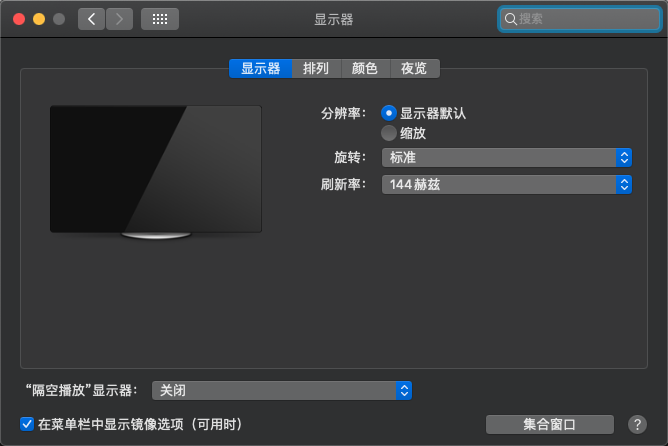 显示器
搜索
显示器 排列 颜色 夜览
分辨率： 显示器默认
缩放
旋转： 标准
刷新率： 144 赫兹
“隔空播放”显示器： 关闭
在菜单栏中显示镜像选项（可用时）
集合窗口 ?